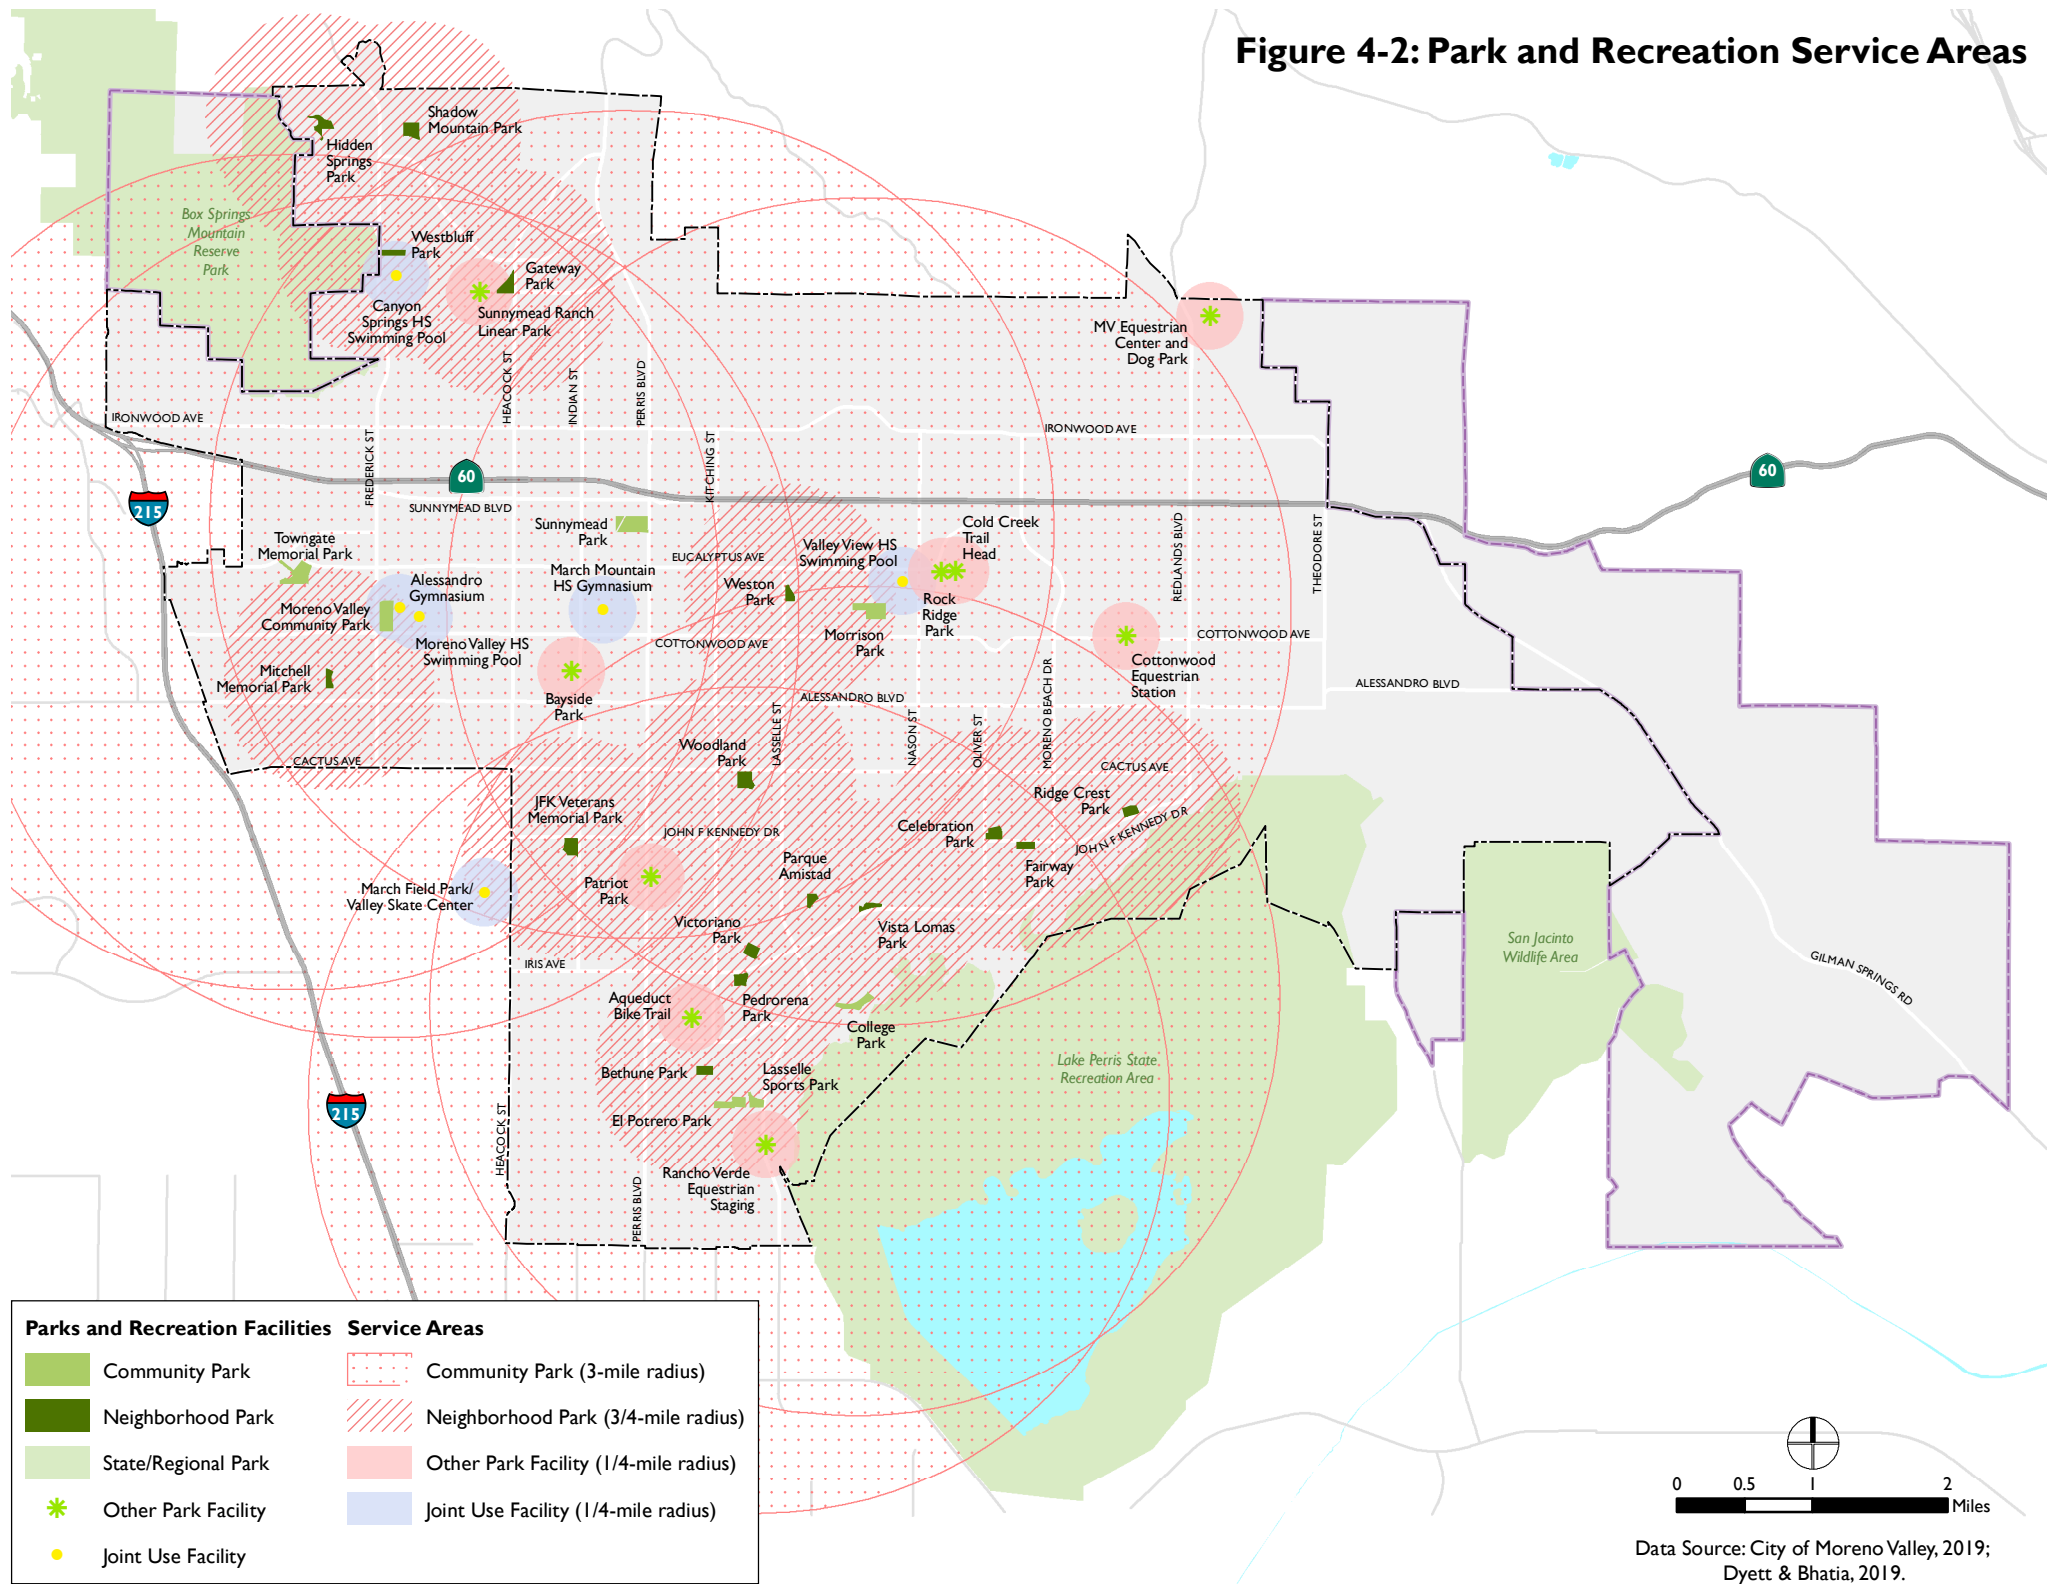 Figure 4-2: Park and Recreation Service Areas
Shadow
Mountain Park
Hidden
Springs
Park
Box Springs
Mountain
Reserve
Park
Westbluff
Park
Gateway
Park
Canyon
Springs HS
Swimming Pool
Sunnymead Ranch
Linear Park
MV Equestrian
Center and
Dog Park
HEACOCK ST
INDIAN ST
PERRIS BLVD
IRONWOOD AVE
IRONWOOD AVE
FREDERICK ST
KITCHING ST
60
60
215
SUNNYMEAD BLVD
Sunnymead
Park
Towngate
Memorial Park
EUCALYPTUS AVE
Valley View HS
Swimming Pool
Cold Creek
Trail
Head
REDLANDS BLVD
THEODORE ST
March Mountain
HS Gymnasium
Alessandro
Gymnasium
Weston
Park
Moreno Valley
Community Park
Rock
Ridge
Park
Morrison
Park
Moreno Valley HS
Swimming Pool
COTTONWOOD AVE
COTTONWOOD AVE
Mitchell
Memorial Park
Cottonwood
Equestrian
Station
Bayside
Park
ALESSANDRO BLVD
ALESSANDRO BLVD
LASSELLE ST
NASON ST
OLIVER ST
MORENO BEACH DR
Woodland
Park
CACTUS AVE
CACTUS AVE
JFK Veterans
Memorial Park
Ridge Crest
Park
JOHN F KENNEDY DR
JOHN F KENNEDY DR
Celebration
Park
Parque
Amistad
Fairway
Park
Patriot
Park
March Field Park/
Valley Skate Center
Victoriano
Park
Vista Lomas
Park
San Jacinto
Wildlife Area
IRIS AVE
GILMAN SPRINGS RD
Aqueduct
Bike Trail
Pedrorena
Park
College
Park
Lake Perris State
Recreation Area
Bethune Park
Lasselle
Sports Park
215
El Potrero Park
HEACOCK ST
Rancho Verde
Equestrian
Staging
PERRIS BLVD
Parks and Recreation Facilities
Community Park
Neighborhood Park
State/Regional Park
Other Park Facility
Joint Use Facility
Service Areas
Community Park (3-mile radius)
Neighborhood Park (3/4-mile radius)
Other Park Facility (1/4-mile radius)
Joint Use Facility (1/4-mile radius)
0 0.5 1 2
Miles
Data Source: City of Moreno Valley, 2019;
Dyett & Bhatia, 2019.